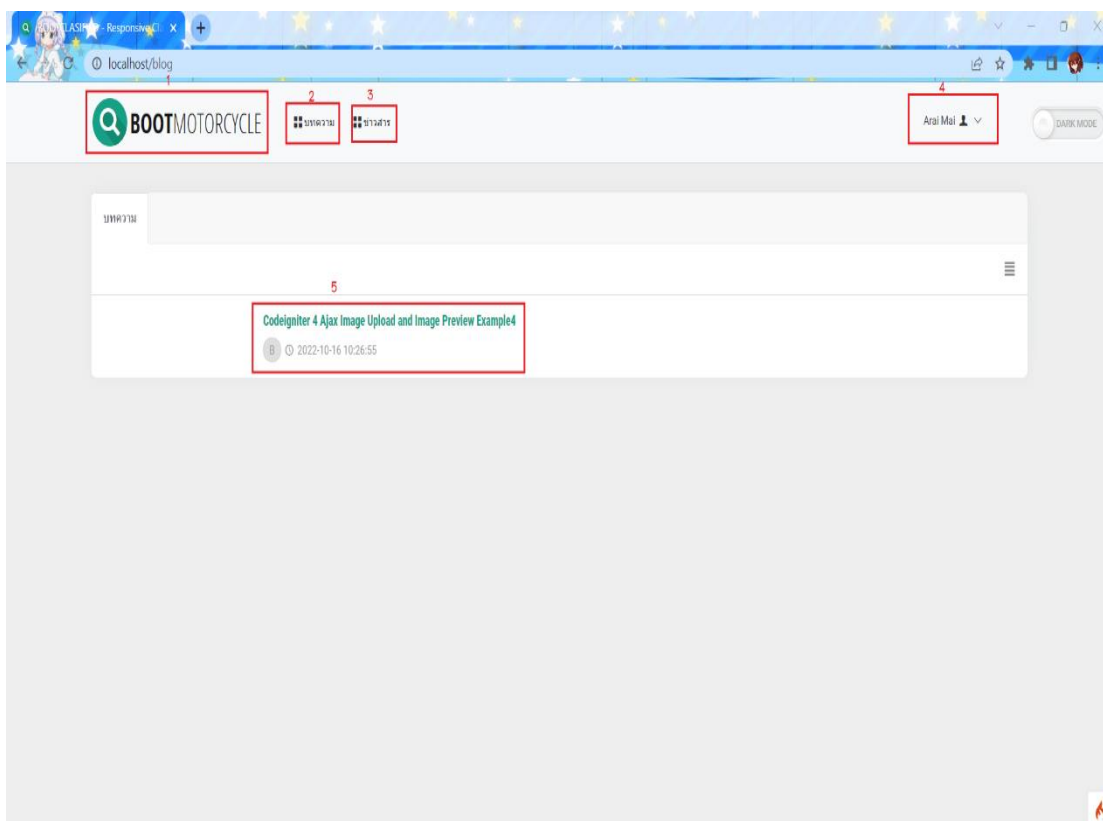 - Responsive Cl
localhost/blog
1
2
3
4
BOOTMOTORCYCLE
บทความ
ข่าวสาร
Arai Mai
DARK MODE
บทความ
5
Codeigniter 4 Ajax Image Upload and Image Preview Example4
B 2022-10-16 10:26:55